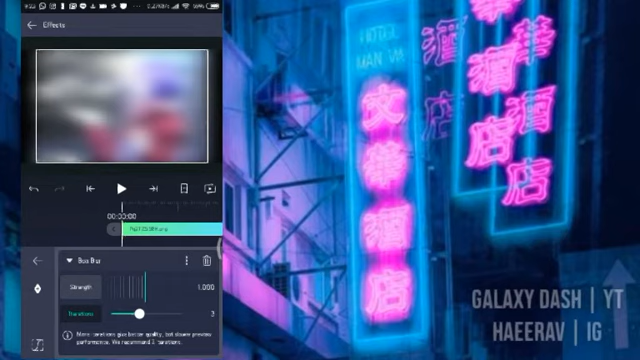 Effects
00:00:00
Box Blur
Strength
1.000
Iterations
3
More iterations give better quality, but slower preview
performance. We recommend 3 iterations.
HOTEL
MAN WA
文華酒店
酒店
華酒店
GALAXY DASH | YT
HAEERAV | IG